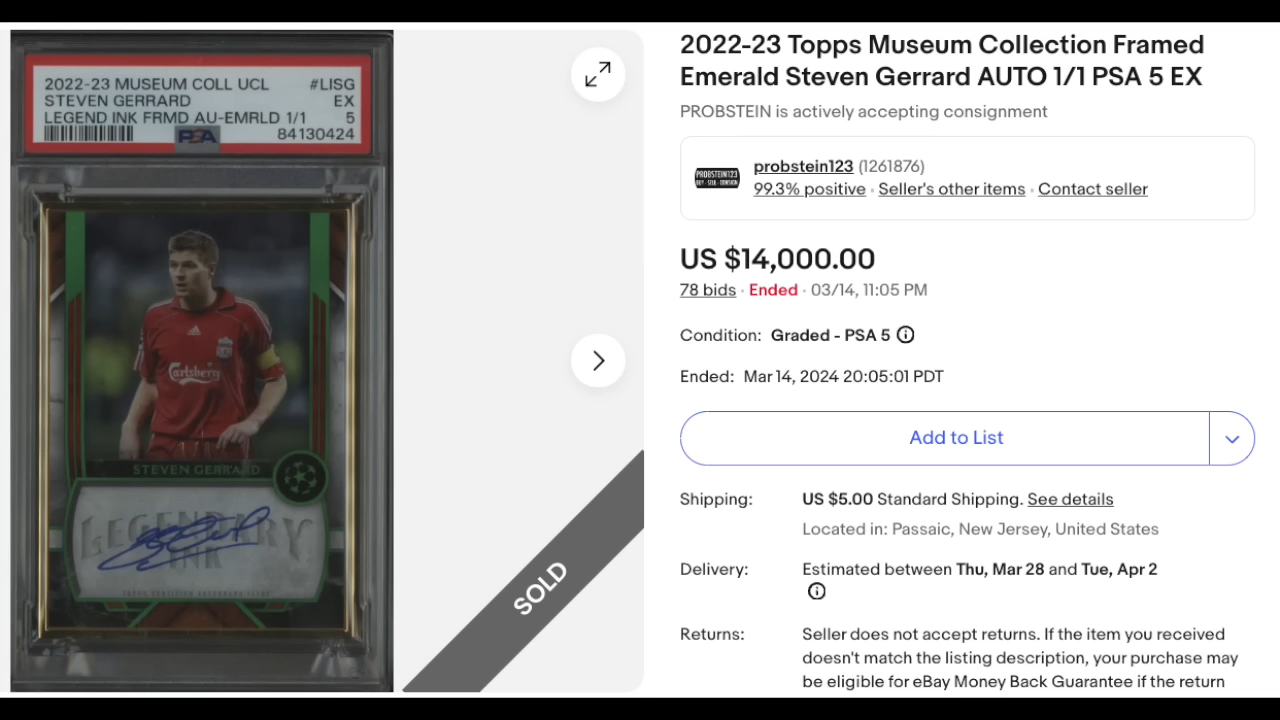 2022-23 MUSEUM COLL UCL #LISG
STEVEN GERRARD EX
LEGEND INK FRMD AU-EMRLD 1/1 5
PSA 84130424
Carlsberg
STEVEN GERRARD
LEGENDARY
INK
SOLD
2022-23 Topps Museum Collection Framed
Emerald Steven Gerrard AUTO 1/1 PSA 5 EX
PROBSTEIN is actively accepting consignment
PROBSTEIN123
probstein123 (1261876)
99.3% positive · Seller's other items · Contact seller
US $14,000.00
78 bids · Ended · 03/14, 11:05 PM
Condition: Graded - PSA 5
Ended: Mar 14, 2024 20:05:01 PDT
Add to List
Shipping: US $5.00 Standard Shipping. See details
Located in: Passaic, New Jersey, United States
Delivery: Estimated between Thu, Mar 28 and Tue, Apr 2
Returns: Seller does not accept returns. If the item you received
doesn't match the listing description, your purchase may
be eligible for eBay Money Back Guarantee if the return